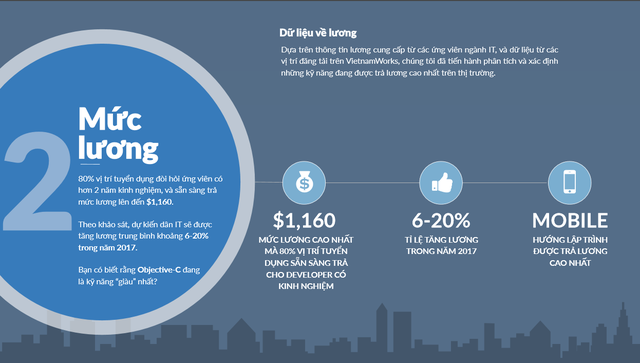 Dữ liệu về lương
Dựa trên thông tin lương cung cấp từ các ứng viên ngành IT, và dữ liệu từ các
vị trí đăng tải trên VietnamWorks, chúng tôi đã tiến hành phân tích và xác định
những kỹ năng đang được trả lương cao nhất trên thị trường.
2
Mức
lương
80% vị trí tuyển dụng đòi hỏi ứng viên có
hơn 2 năm kinh nghiệm, và sẵn sàng trả
mức lương lên đến $1,160.
Theo khảo sát, dự kiến dân IT sẽ được
tăng lương trung bình khoảng 6-20%
trong năm 2017.
Bạn có biết rằng Objective-C đang
là kỹ năng "giàu" nhất?
$1,160
MỨC LƯƠNG CAO NHẤT
MÀ 80% VỊ TRÍ TUYỂN
DỤNG SẴN SÀNG TRẢ
CHO DEVELOPER CÓ
KINH NGHIỆM
6-20%
TỈ LỆ TĂNG LƯƠNG
TRONG NĂM 2017
MOBILE
HƯỚNG LẬP TRÌNH
ĐƯỢC TRẢ LƯƠNG
CAO NHẤT